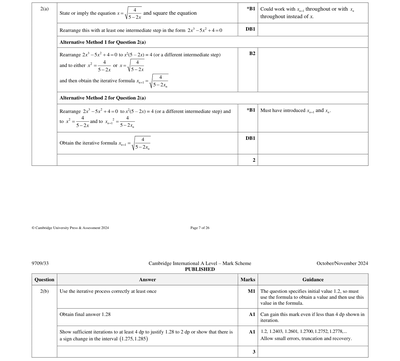 2(a)
State or imply the equation x = √(4/(5−2x)) and square the equation
*B1
Could work with x_{n+1} throughout or with x_n throughout instead of x.
Rearrange this with at least one intermediate step in the form 2x³−5x²+4=0
DB1
Alternative Method 1 for Question 2(a)
Rearrange 2x³−5x²+4=0 to x²(5−2x)=4 (or a different intermediate step)
B2
and to either x² = 4/(5−2x) or x = √(4/(5−2x))
and then obtain the iterative formula x_{n+1} = √(4/(5−2x_n))
Alternative Method 2 for Question 2(a)
Rearrange 2x³−5x²+4=0 to x²(5−2x)=4 (or a different intermediate step) and
*B1
Must have introduced x_{n+1} and x_n.
to x² = 4/(5−2x) and to x_{n+1}² = 4/(5−2x_n)
Obtain the iterative formula x_{n+1} = √(4/(5−2x_n))
DB1
2
© Cambridge University Press & Assessment 2024
Page 7 of 26
9709/33
Cambridge International A Level – Mark Scheme
October/November 2024
PUBLISHED
Question
Answer
Marks
Guidance
2(b)
Use the iterative process correctly at least once
M1
The question specifies initial value 1.2, so must
use the formula to obtain a value and then use this
value in the formula.
Obtain final answer 1.28
A1
Can gain this mark even if less than 4 dp shown in
iteration.
Show sufficient iterations to at least 4 dp to justify 1.28 to 2 dp or show that there is
a sign change in the interval (1.275,1.285)
A1
1.2, 1.2403, 1.2601, 1.2700,1.2752, 1.2778,...
Allow small errors, truncation and recovery.
3